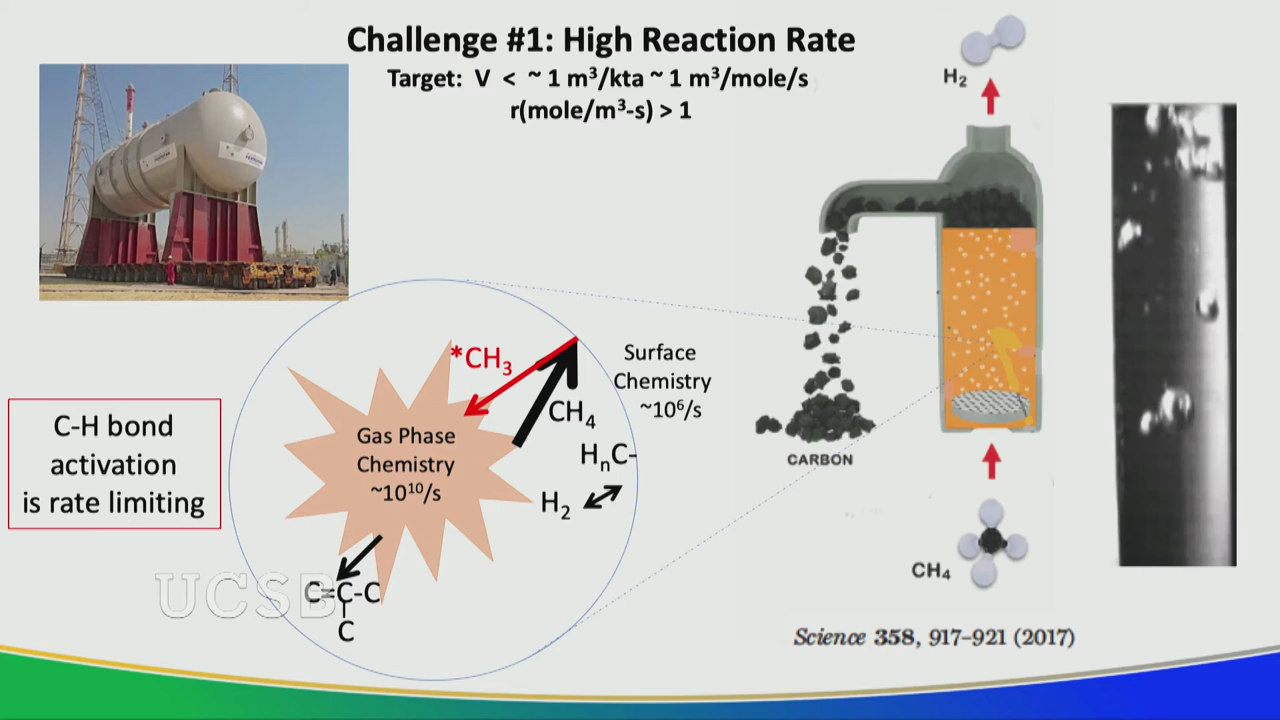 Challenge #1: High Reaction Rate
Target: V < ~ 1 m³/kta ~ 1 m³/mole/s
r(mole/m³-s) > 1
H₂
*CH₃
Surface
Chemistry
~10⁶/s
CH₄
C-H bond
activation
is rate limiting
Gas Phase
Chemistry
~10¹⁰/s
HₙC-
H₂
CARBON
CH₄
UCSB
C=C-C
C
Science 358, 917–921 (2017)